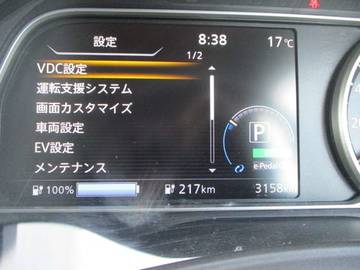 設定
8:38
17℃
1/2
VDC設定
運転支援システム
画面カスタマイズ
車両設定
EV設定
メンテナンス
P
e-Pedal
100%
217km
3158km